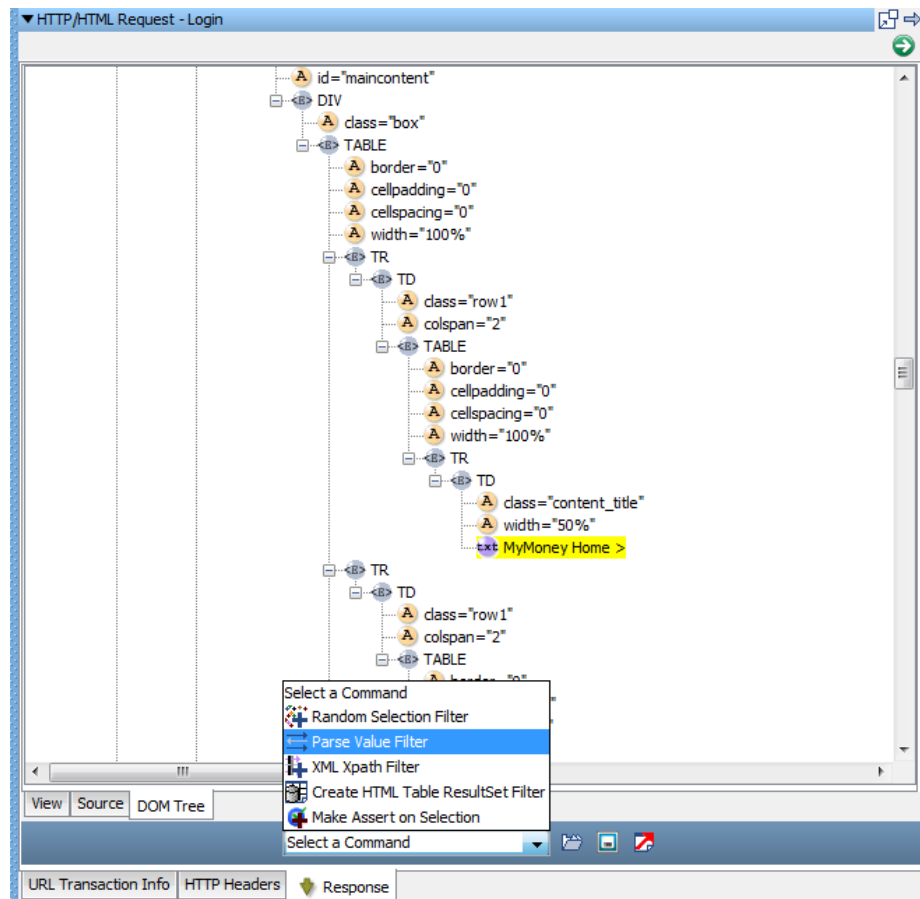 HTTP/HTML Request - Login
A id="maincontent"
<E> DIV
A class="box"
<E> TABLE
A border="0"
A cellpadding="0"
A cellspacing="0"
A width="100%"
<E> TR
<E> TD
A class="row1"
A colspan="2"
<E> TABLE
A border="0"
A cellpadding="0"
A cellspacing="0"
A width="100%"
<E> TR
<E> TD
A class="content_title"
A width="50%"
txt MyMoney Home >
<E> TR
<E> TD
A class="row1"
A colspan="2"
<E> TABLE
Select a Command
Random Selection Filter
Parse Value Filter
XML Xpath Filter
Create HTML Table ResultSet Filter
Make Assert on Selection
View Source DOM Tree
Select a Command
URL Transaction Info HTTP Headers Response